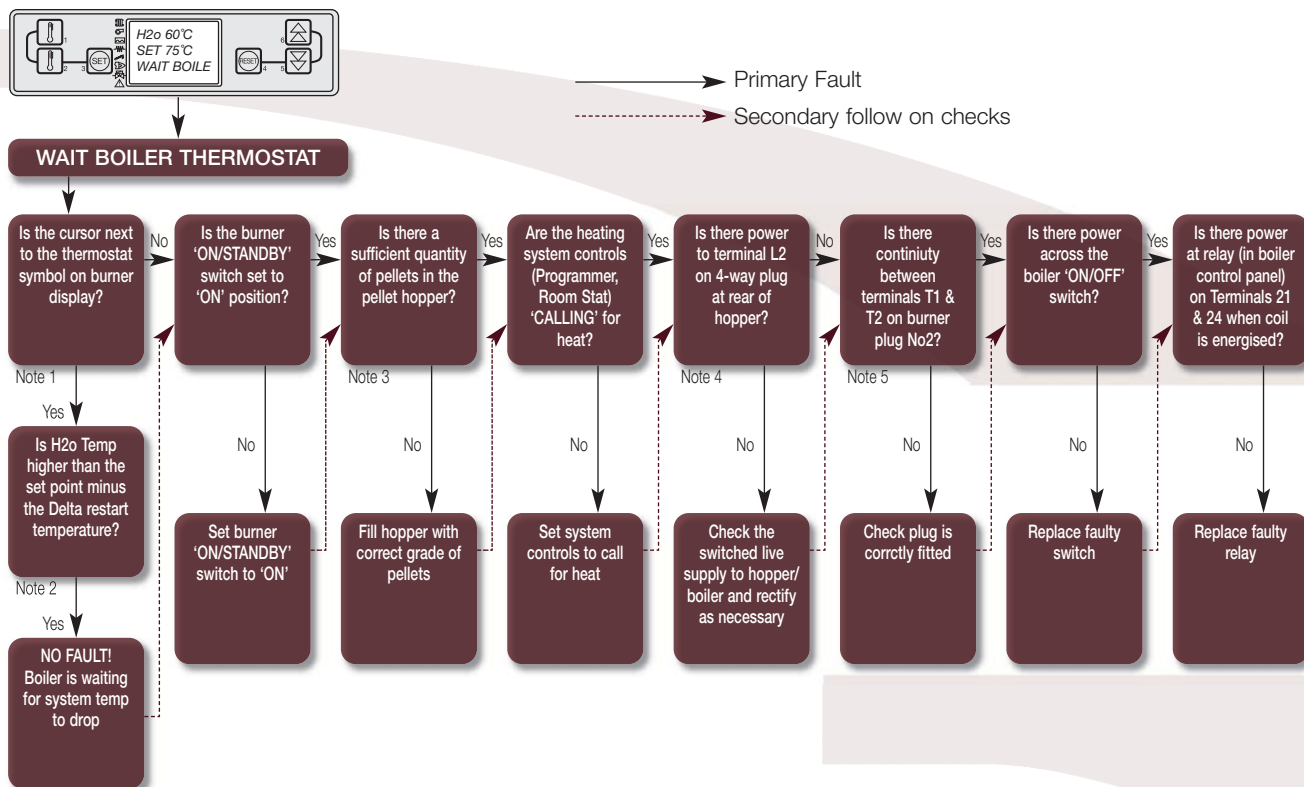 H2o 60˚C
SET 75˚C
WAIT BOILE
1
2
3
SET
RESET
4
5
6
Primary Fault
Secondary follow on checks
WAIT BOILER THERMOSTAT
Is the cursor next
to the thermostat
symbol on burner
display?
No
Is the burner
‘ON/STANDBY’
switch set to
‘ON’ position?
Yes
Is there a
sufficient quantity
of pellets in the
pellet hopper?
Yes
Are the heating
system controls
(Programmer,
Room Stat)
‘CALLING’ for
heat?
Yes
Is there power
to terminal L2
on 4-way plug
at rear of
hopper?
No
Is there
continiuty
between
terminals T1 &
T2 on burner
plug No2?
Yes
Is there power
across the
boiler ‘ON/OFF’
switch?
Yes
Is there power
at relay (in boiler
control panel)
on Terminals 21
& 24 when coil
is energised?
Note 1
Note 3
Note 4
Note 5
Yes
Is H2o Temp
higher than the
set point minus
the Delta restart
temperature?
Note 2
Yes
NO FAULT!
Boiler is waiting
for system temp
to drop
No
Set burner
‘ON/STANDBY’
switch to ‘ON’
No
Fill hopper with
correct grade of
pellets
No
Set system
controls to call
for heat
No
Check the
switched live
supply to hopper/
boiler and rectify
as necessary
No
Check plug is
corrctly fitted
No
Replace faulty
switch
No
Replace faulty
relay